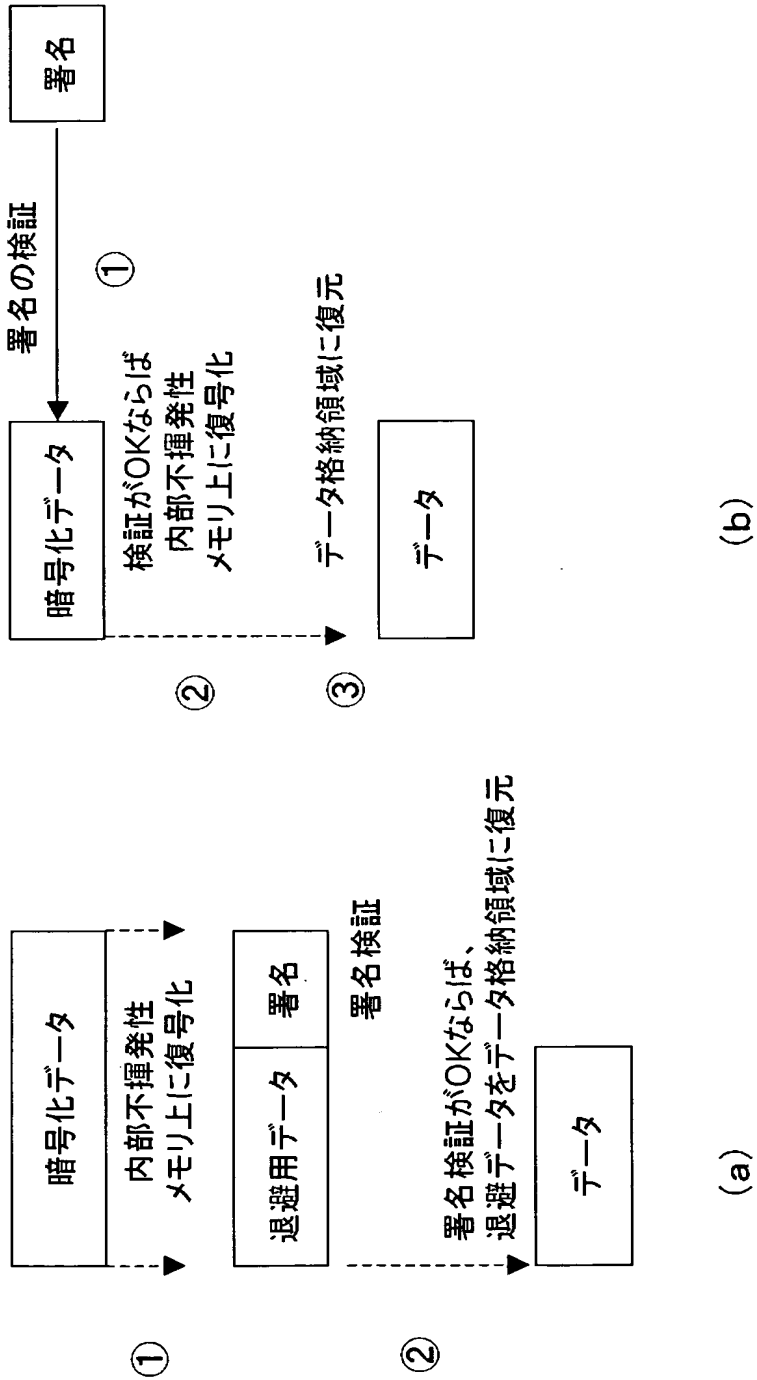 暗号化データ
①
内部不揮発性
メモリ上に復号化
退避用データ
署名
署名検証
②
署名検証がOKならば、
退避データをデータ格納領域に復元
データ
(a)
署名
署名の検証
①
暗号化データ
②
検証がOKならば
内部不揮発性
メモリ上に復号化
③
データ格納領域に復元
データ
(b)